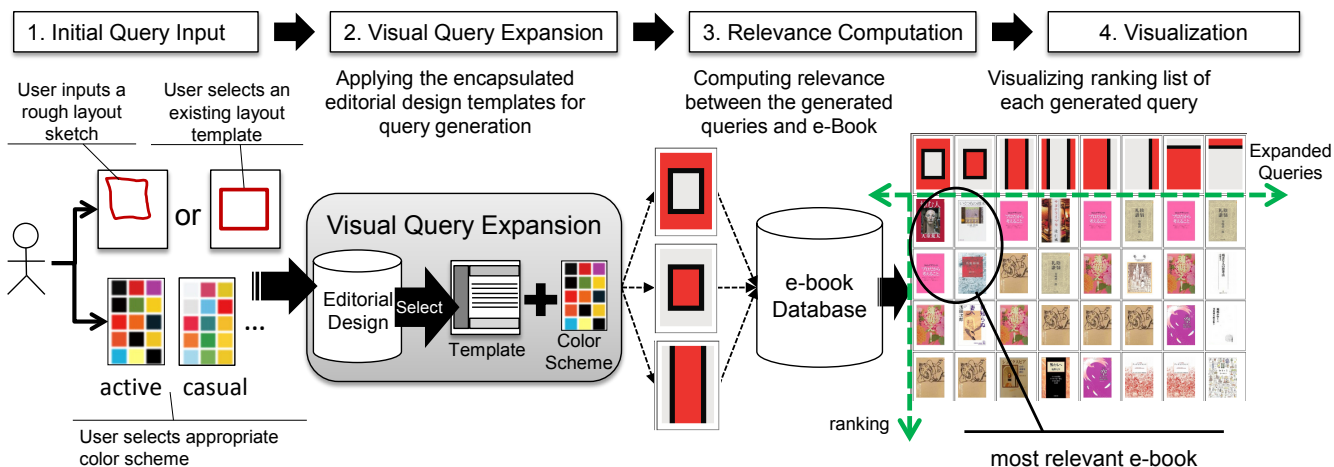 1. Initial Query Input
2. Visual Query Expansion
3. Relevance Computation
4. Visualization
User inputs a
rough layout
sketch
User selects an
existing layout
template
or
active
casual
...
User selects appropriate
color scheme
Applying the encapsulated
editorial design templates for
query generation
Visual Query Expansion
Editorial
Design
Select
Template
Color
Scheme
Computing relevance
between the generated
queries and e-Book
e-book
Database
Visualizing ranking list of
each generated query
Expanded
Queries
ranking
most relevant e-book